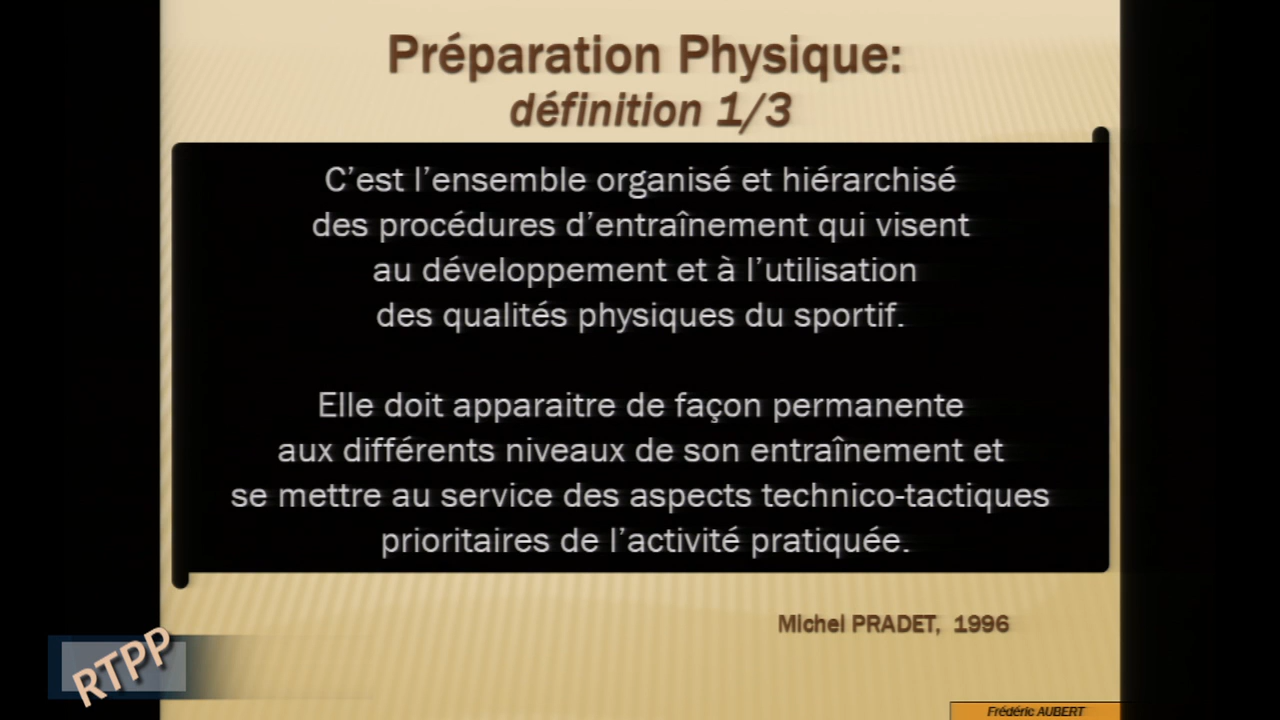 Préparation Physique:
définition 1/3
C’est l’ensemble organisé et hiérarchisé
des procédures d’entraînement qui visent
au développement et à l’utilisation
des qualités physiques du sportif.
Elle doit apparaitre de façon permanente
aux différents niveaux de son entraînement et
se mettre au service des aspects technico-tactiques
prioritaires de l’activité pratiquée.
Michel PRADET, 1996
RTPP
Frédéric AUBERT